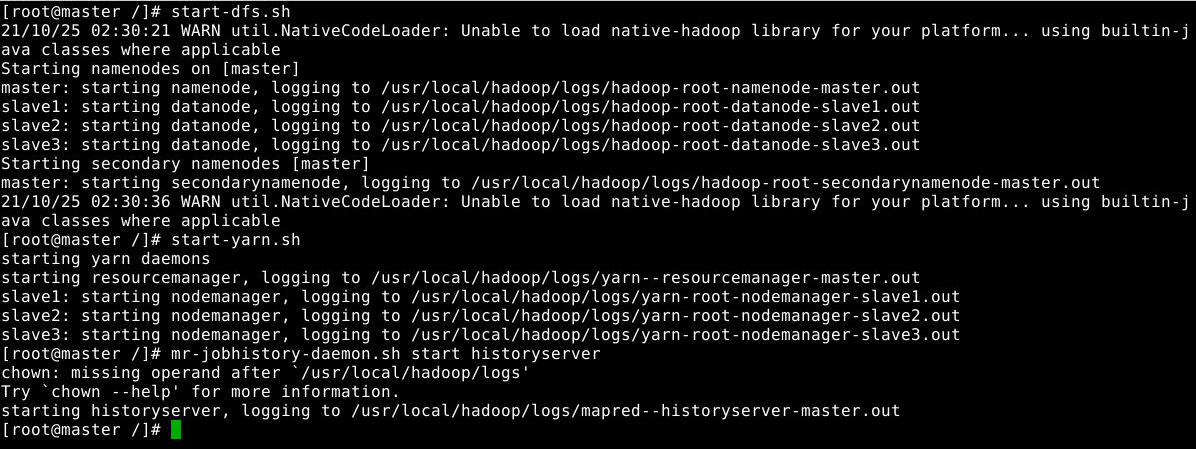 [root@master /]# start-dfs.sh
21/10/25 02:30:21 WARN util.NativeCodeLoader: Unable to load native-hadoop library for your platform... using builtin-j
ava classes where applicable
Starting namenodes on [master]
master: starting namenode, logging to /usr/local/hadoop/logs/hadoop-root-namenode-master.out
slave1: starting datanode, logging to /usr/local/hadoop/logs/hadoop-root-datanode-slave1.out
slave2: starting datanode, logging to /usr/local/hadoop/logs/hadoop-root-datanode-slave2.out
slave3: starting datanode, logging to /usr/local/hadoop/logs/hadoop-root-datanode-slave3.out
Starting secondary namenodes [master]
master: starting secondarynamenode, logging to /usr/local/hadoop/logs/hadoop-root-secondarynamenode-master.out
21/10/25 02:30:36 WARN util.NativeCodeLoader: Unable to load native-hadoop library for your platform... using builtin-j
ava classes where applicable
[root@master /]# start-yarn.sh
starting yarn daemons
starting resourcemanager, logging to /usr/local/hadoop/logs/yarn--resourcemanager-master.out
slave1: starting nodemanager, logging to /usr/local/hadoop/logs/yarn-root-nodemanager-slave1.out
slave2: starting nodemanager, logging to /usr/local/hadoop/logs/yarn-root-nodemanager-slave2.out
slave3: starting nodemanager, logging to /usr/local/hadoop/logs/yarn-root-nodemanager-slave3.out
[root@master /]# mr-jobhistory-daemon.sh start historyserver
chown: missing operand after `/usr/local/hadoop/logs'
Try `chown --help' for more information.
starting historyserver, logging to /usr/local/hadoop/logs/mapred--historyserver-master.out
[root@master /]#